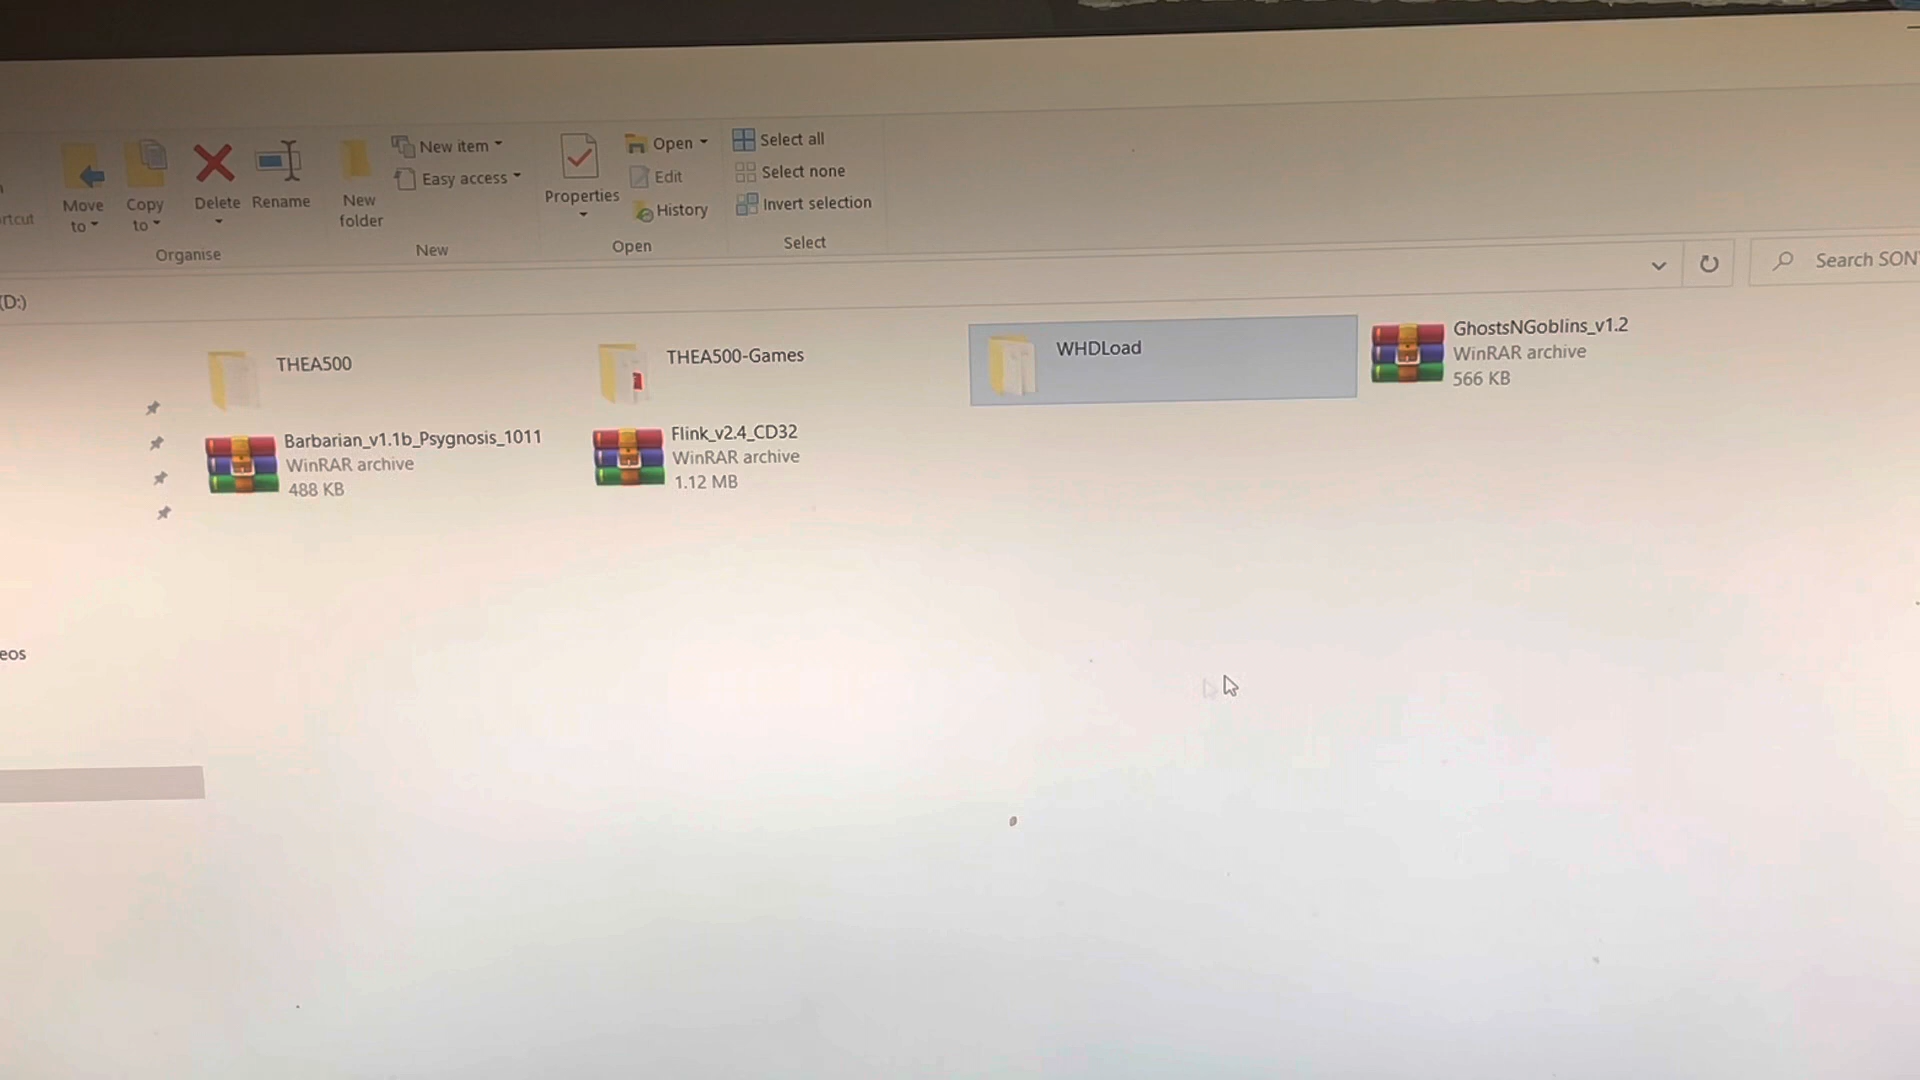 rtcut
Move to
Copy to
Delete
Rename
Organise
New folder
New item
Easy access
New
Properties
Open
Edit
History
Open
Select all
Select none
Invert selection
Select
(D:)
Search SON
THEA500
THEA500-Games
WHDLoad
GhostsNGoblins_v1.2
WinRAR archive
566 KB
Barbarian_v1.1b_Psygnosis_1011
WinRAR archive
488 KB
Flink_v2.4_CD32
WinRAR archive
1.12 MB
eos